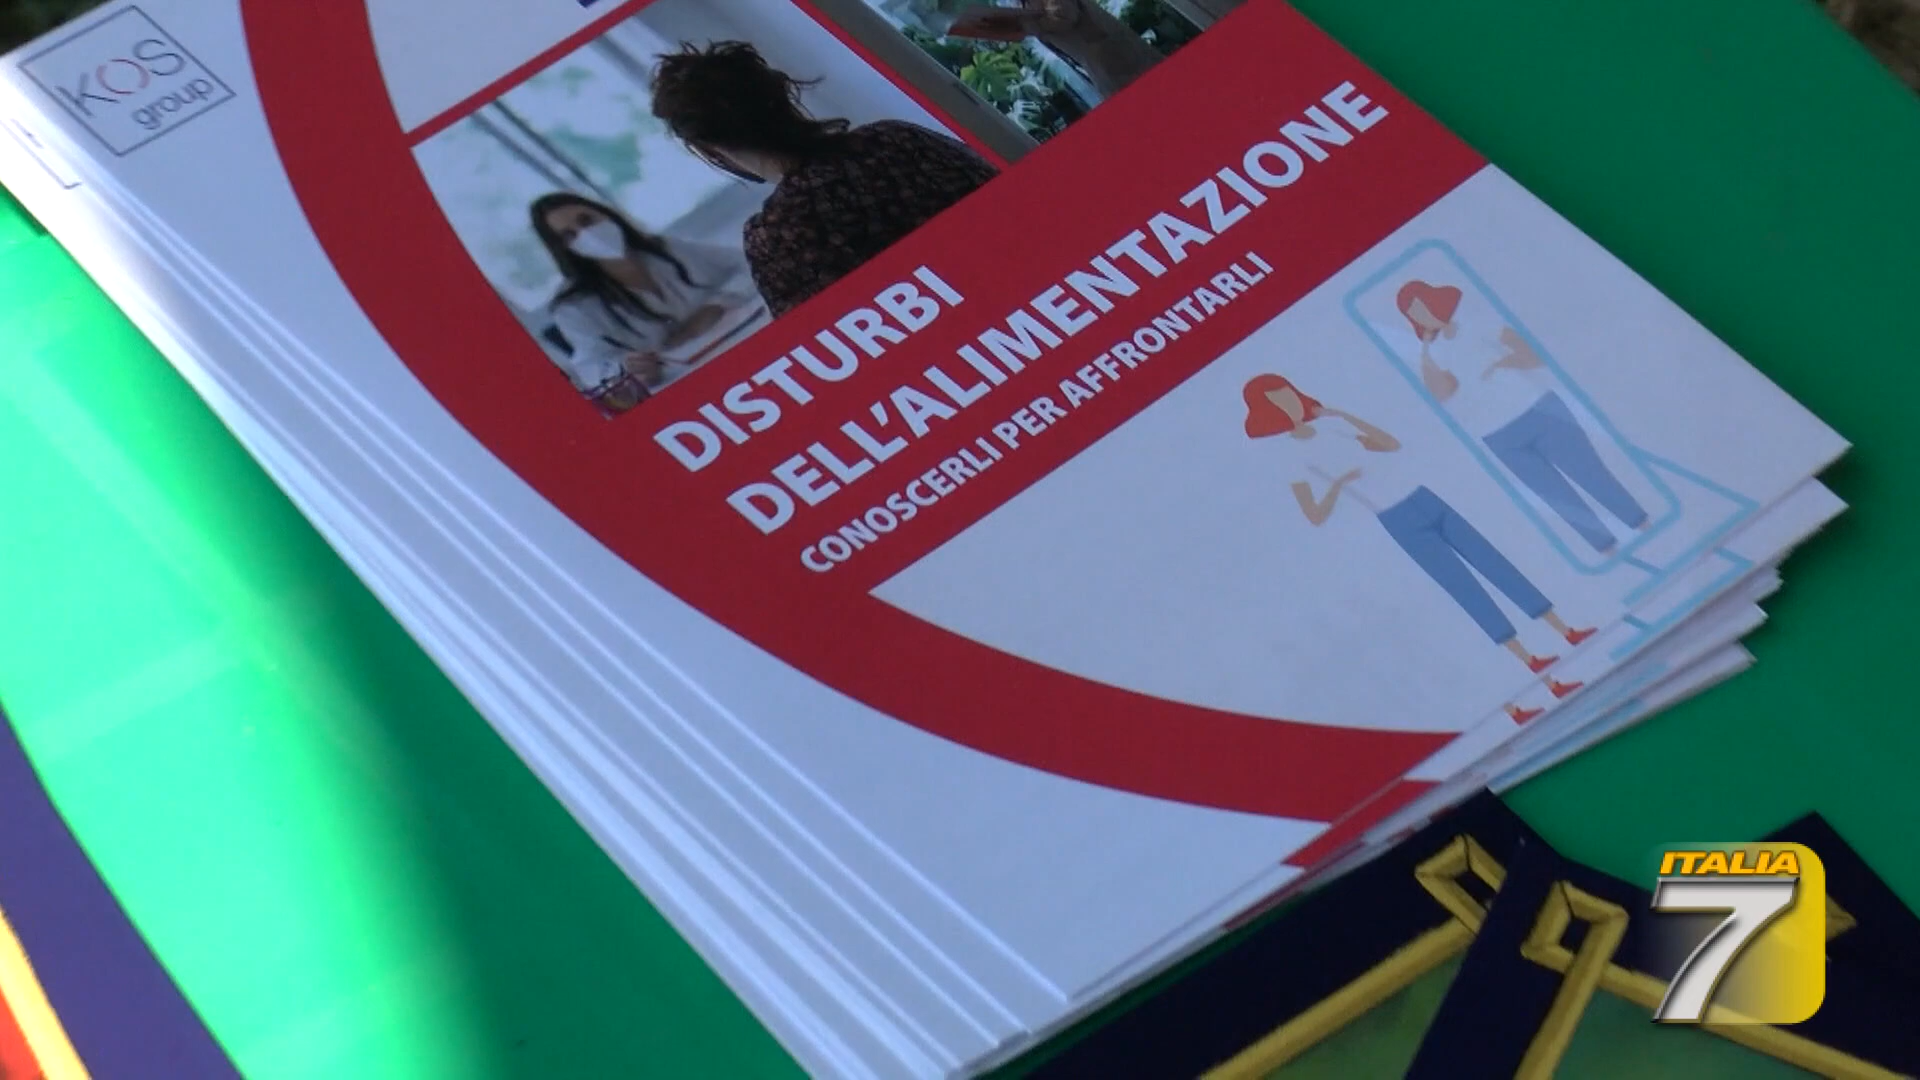 KOS
group
DISTURBI
DELL'ALIMENTAZIONE
CONOSCERLI PER AFFRONTARLI
ITALIA
7